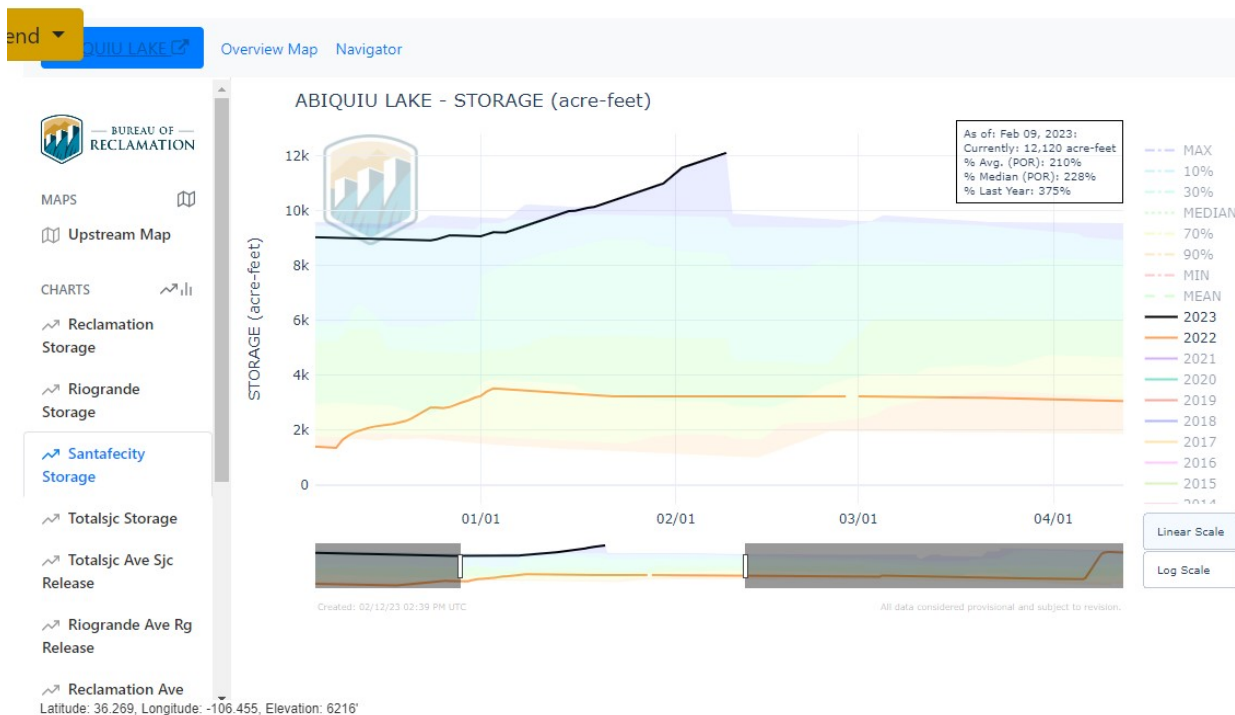 end
QUIU LAKE
Overview Map Navigator
BUREAU OF
RECLAMATION
MAPS
Upstream Map
CHARTS
Reclamation
Storage
Riogrande
Storage
Santafecity
Storage
Totalsjc Storage
Totalsjc Ave Sjc
Release
Riogrande Ave Rg
Release
Reclamation Ave
Latitude: 36.269, Longitude: -106.455, Elevation: 6216'
ABIQUIU LAKE - STORAGE (acre-feet)
STORAGE (acre-feet)
12k
10k
8k
6k
4k
2k
0
01/01 02/01 03/01 04/01
As of: Feb 09, 2023:
Currently: 12,120 acre-feet
% Avg. (POR): 210%
% Median (POR): 228%
% Last Year: 375%
MAX
10%
30%
MEDIAN
70%
90%
MIN
MEAN
2023
2022
2021
2020
2019
2018
2017
2016
2015
2014
Linear Scale
Log Scale
Created: 02/12/23 02:39 PM UTC
All data considered provisional and subject to revision.